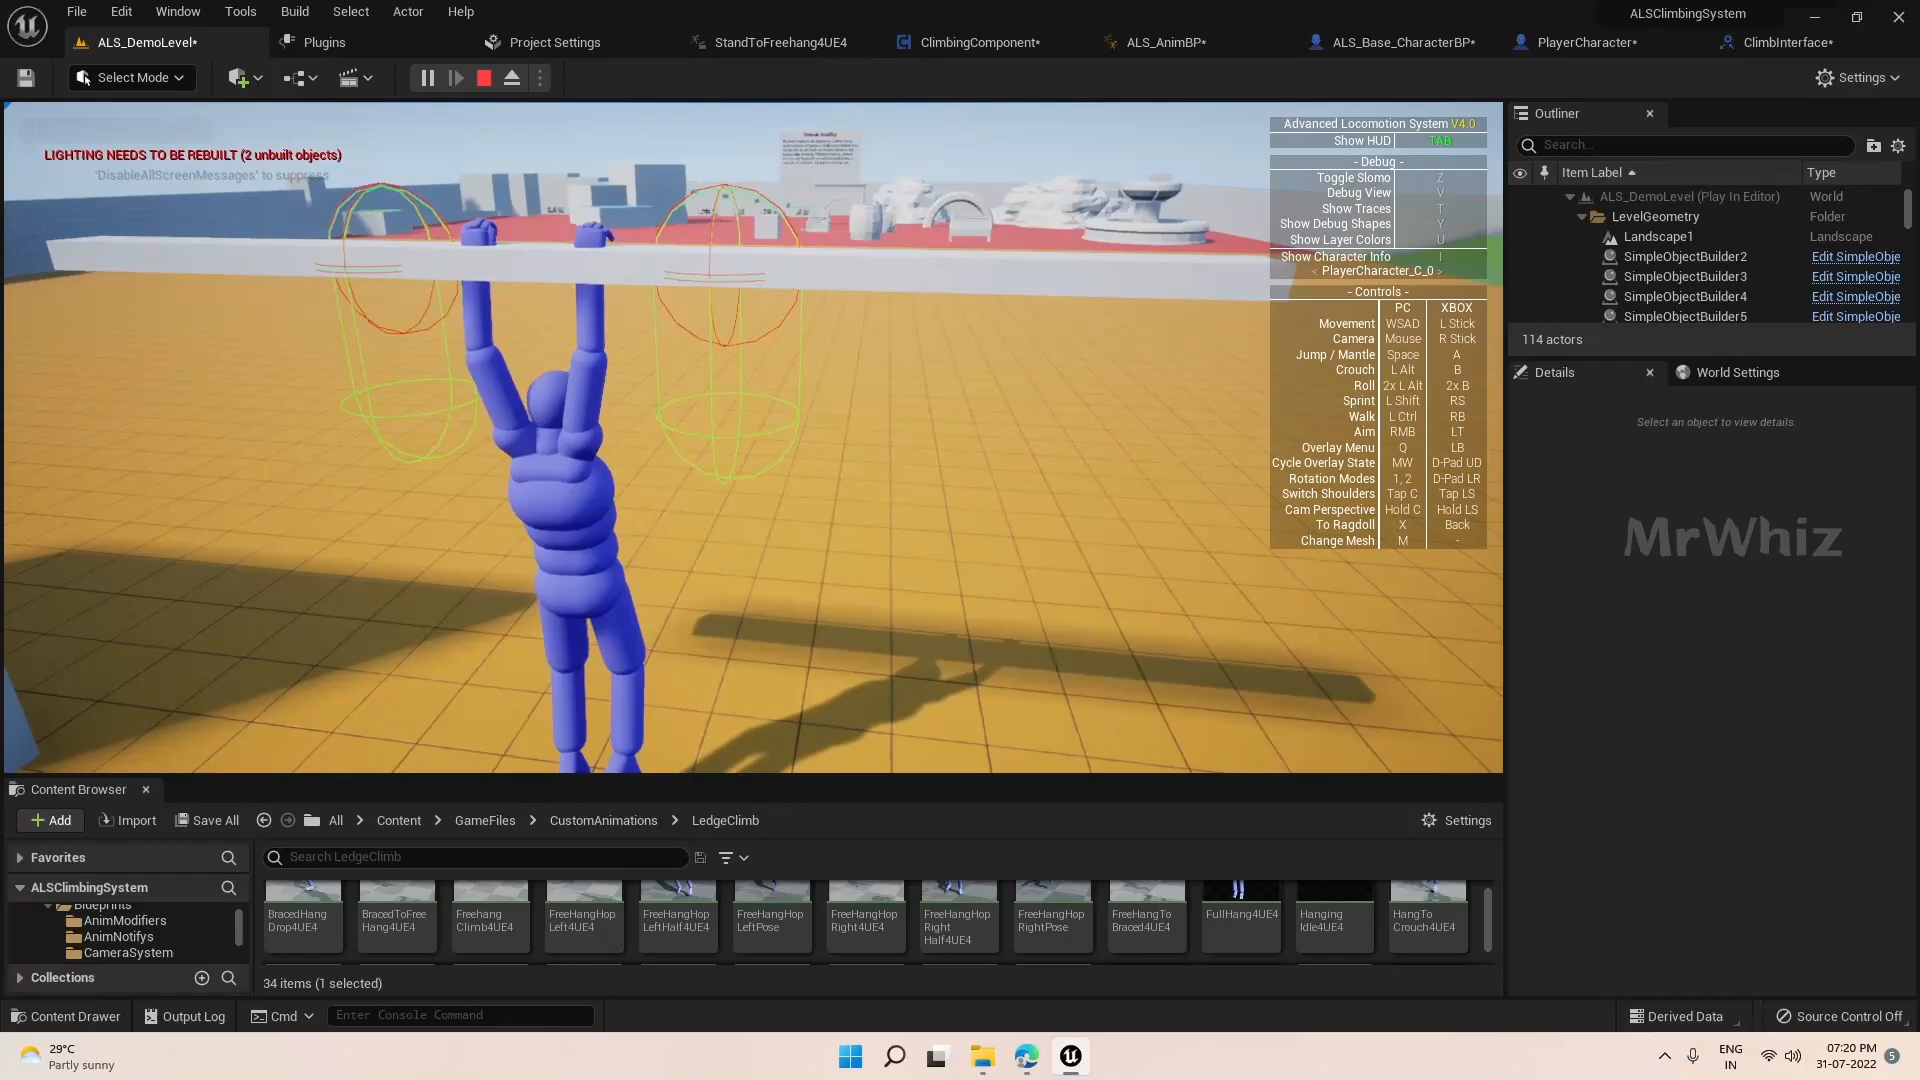 File Edit Window Tools Build Select Actor Help
ALSClimbingSystem
ALS_DemoLevel*
Plugins
Project Settings
StandToFreehang4UE4
ClimbingComponent*
ALS_AnimBP*
ALS_Base_CharacterBP*
PlayerCharacter*
ClimbInterface*
Select Mode
Settings
LIGHTING NEEDS TO BE REBUILT (2 unbuilt objects)
'DisableAllScreenMessages' to suppress
Advanced Locomotion System V4.0
Show HUD TAB
- Debug -
Toggle Slomo Z
Debug View V
Show Traces T
Show Debug Shapes Y
Show Layer Colors U
Show Character Info I
< PlayerCharacter_C_0 >
- Controls -
PC XBOX
Movement WSAD L Stick
Camera Mouse R Stick
Jump / Mantle Space A
Crouch L Alt B
Roll 2x L Alt 2x B
Sprint L Shift RS
Walk L Ctrl RB
Aim RMB LT
Overlay Menu Q LB
Cycle Overlay State MW D-Pad UD
Rotation Modes 1, 2 D-Pad LR
Switch Shoulders Tap C Tap LS
Cam Perspective Hold C Hold LS
To Ragdoll X Back
Change Mesh M -
Outliner
Search...
Item Label Type
ALS_DemoLevel (Play In Editor) World
LevelGeometry Folder
Landscape1 Landscape
SimpleObjectBuilder2 Edit SimpleObje
SimpleObjectBuilder3 Edit SimpleObje
SimpleObjectBuilder4 Edit SimpleObje
SimpleObjectBuilder5 Edit SimpleObje
114 actors
Details
World Settings
Select an object to view details.
MrWhiz
Content Browser
Add Import Save All All Content GameFiles CustomAnimations LedgeClimb Settings
Favorites
Search LedgeClimb
ALSClimbingSystem
Blueprints
AnimModifiers
AnimNotifys
CameraSystem
Collections
BracedHang
Drop4UE4
BracedToFree
Hang4UE4
Freehang
Climb4UE4
FreeHangHop
Left4UE4
FreeHangHop
LeftHalf4UE4
FreeHangHop
LeftPose
FreeHangHop
Right4UE4
FreeHangHop
Right
Half4UE4
FreeHangHop
RightPose
FreeHangTo
Braced4UE4
FullHang4UE4
Hanging
Idle4UE4
HangTo
Crouch4UE4
34 items (1 selected)
Content Drawer Output Log Cmd Enter Console Command
Derived Data Source Control Off
29°C
Partly sunny
ENG
IN
07:20 PM
31-07-2022
5